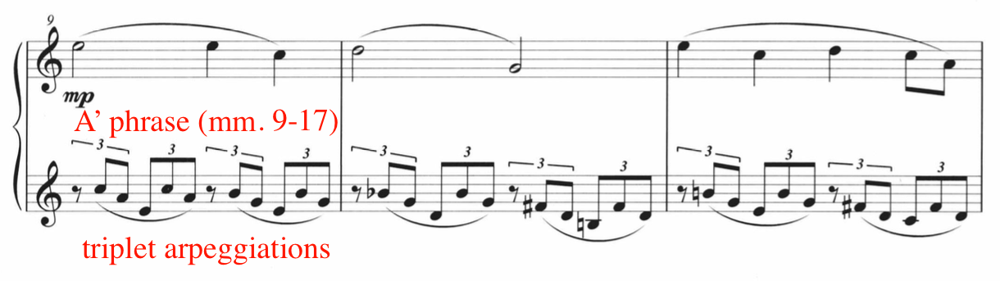 9
mp
A’ phrase (mm. 9-17)
3 3 3 3 3 3 3 3 3 3 3 3
triplet arpeggiations